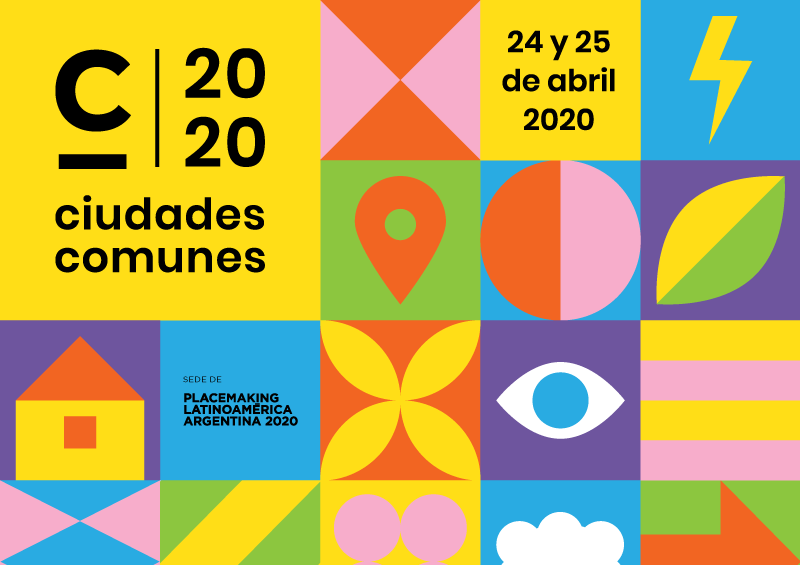 C
20
20
ciudades
comunes
24 y 25
de abril
2020
SEDE DE
PLACEMAKING
LATINOAMÉRICA
ARGENTINA 2020